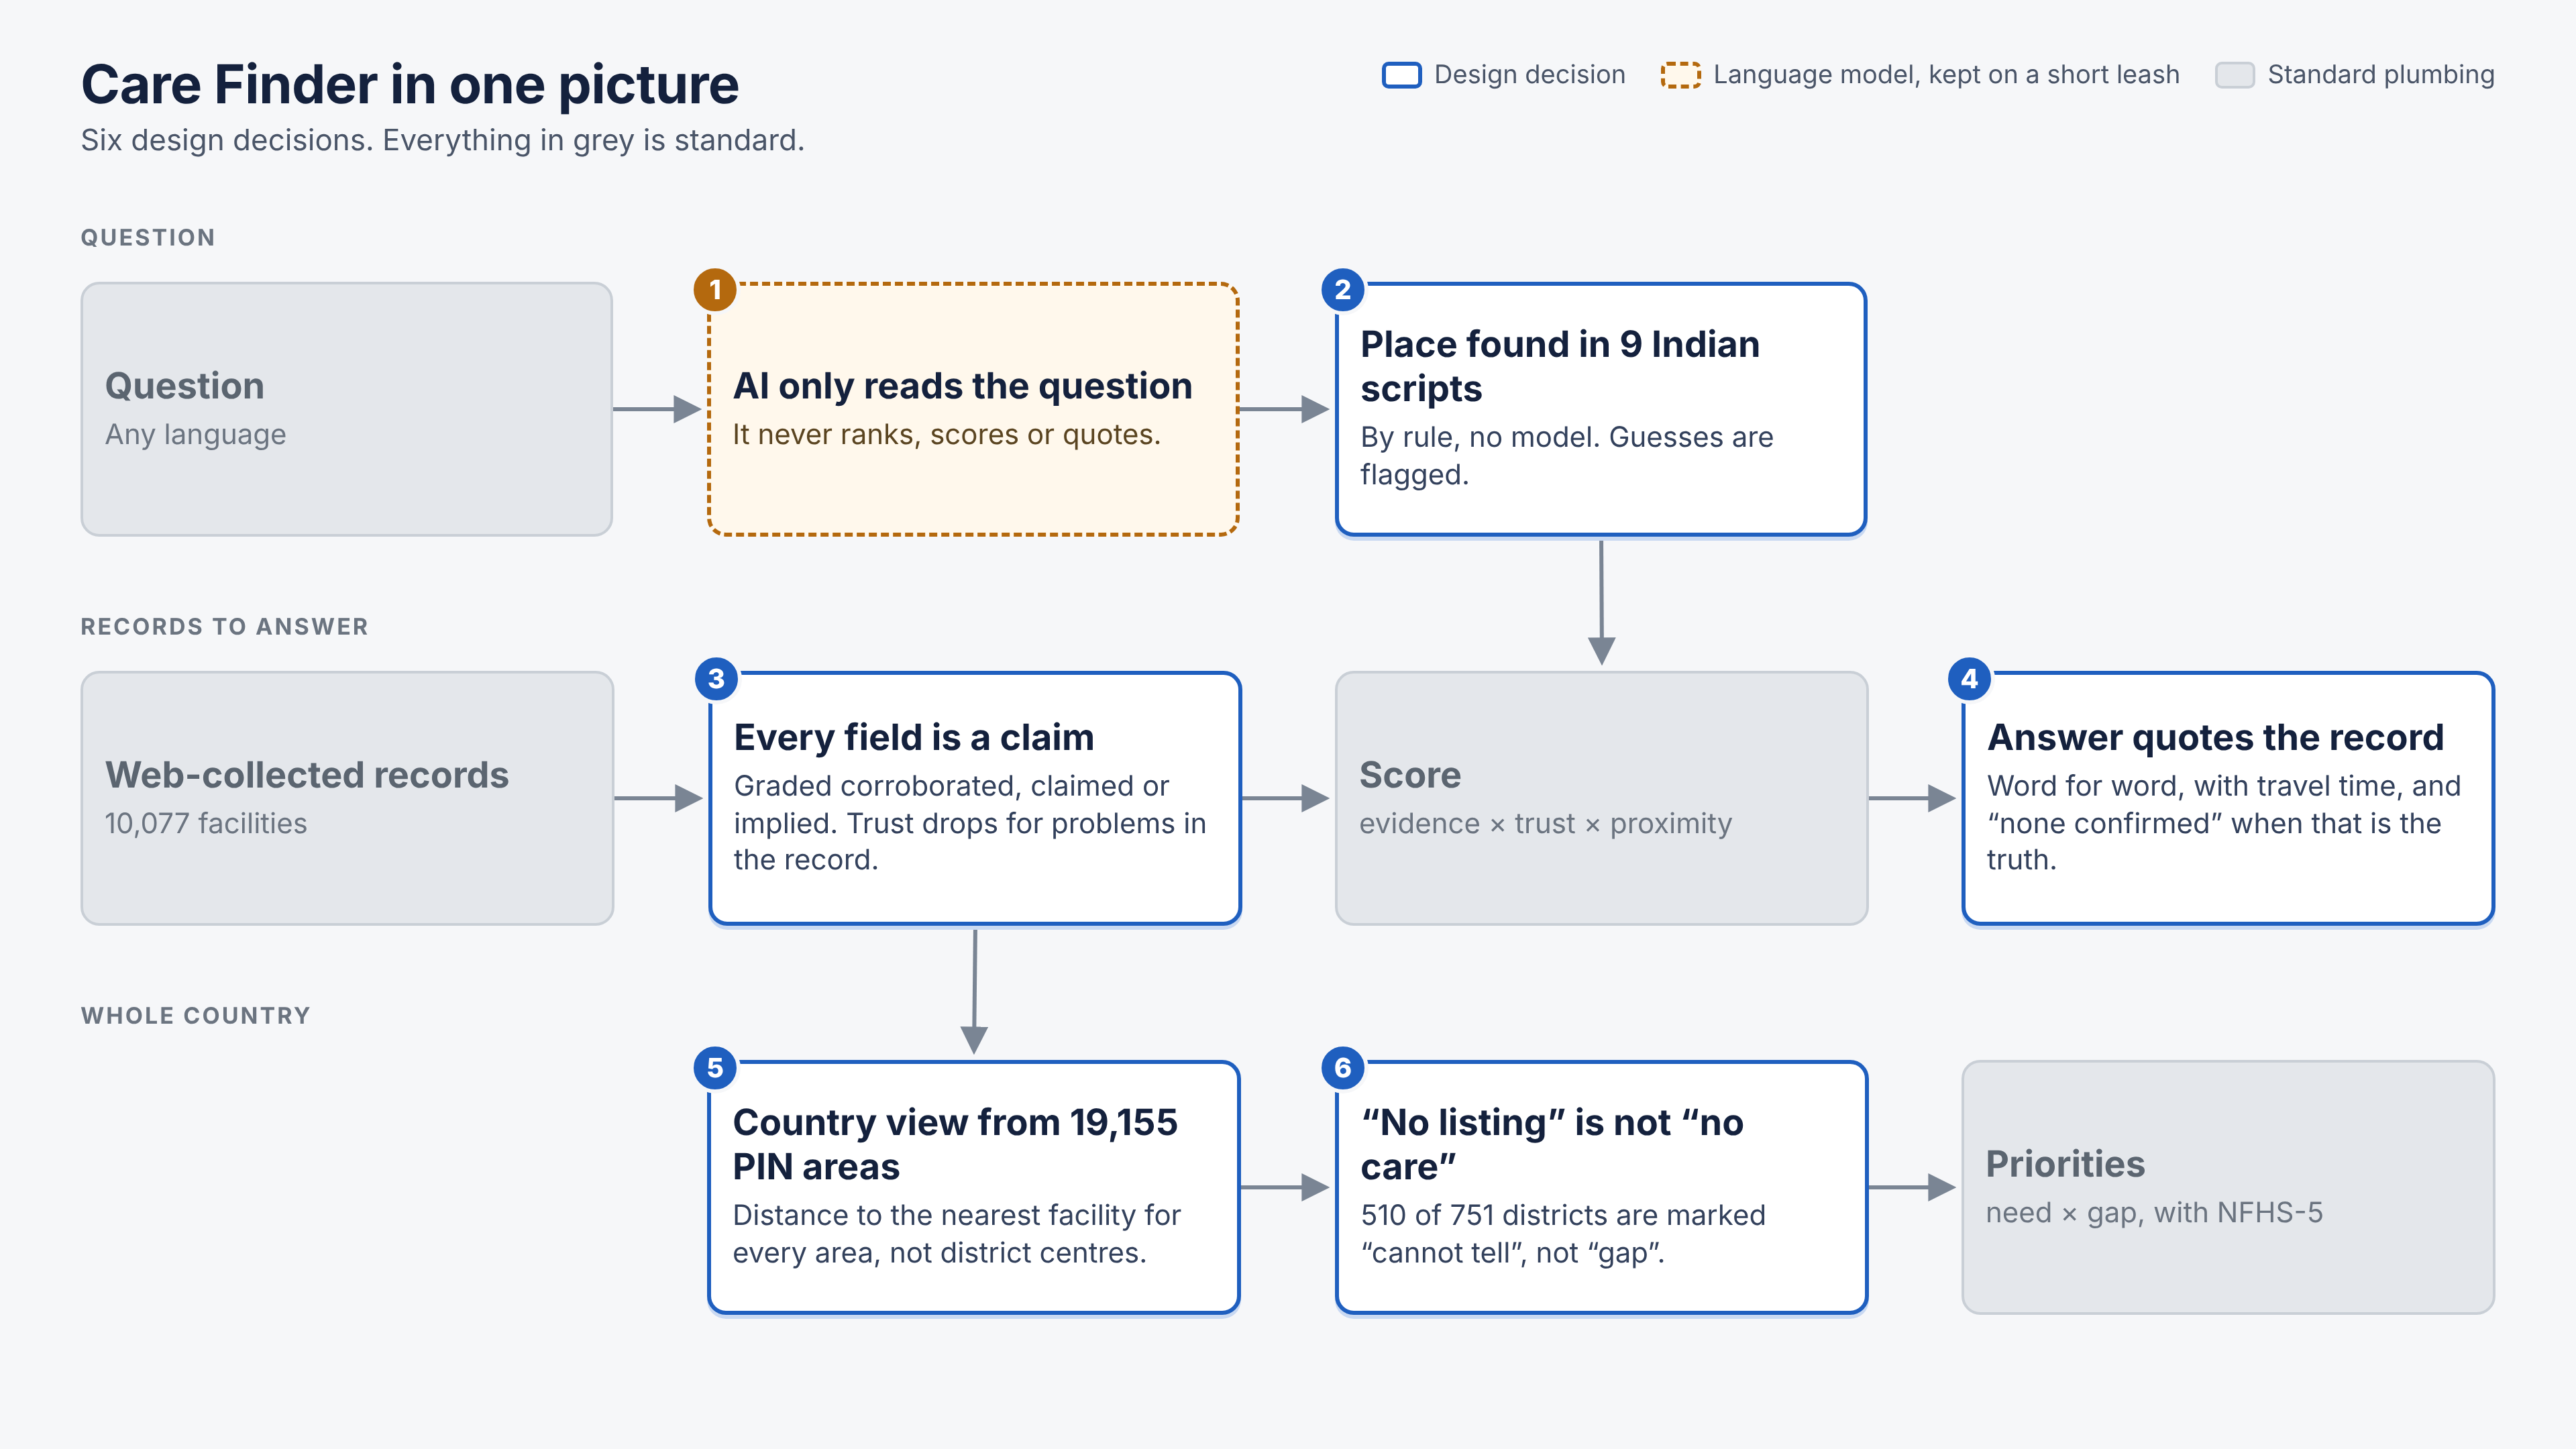 Care Finder in one picture
Six design decisions. Everything in grey is standard.
Design decision
Language model, kept on a short leash
Standard plumbing
QUESTION
Question
Any language
1
AI only reads the question
It never ranks, scores or quotes.
2
Place found in 9 Indian
scripts
By rule, no model. Guesses are
flagged.
RECORDS TO ANSWER
Web-collected records
10,077 facilities
3
Every field is a claim
Graded corroborated, claimed or
implied. Trust drops for problems in
the record.
Score
evidence × trust × proximity
4
Answer quotes the record
Word for word, with travel time, and
“none confirmed” when that is the
truth.
WHOLE COUNTRY
5
Country view from 19,155
PIN areas
Distance to the nearest facility for
every area, not district centres.
6
“No listing” is not “no
care”
510 of 751 districts are marked
“cannot tell”, not “gap”.
Priorities
need × gap, with NFHS-5